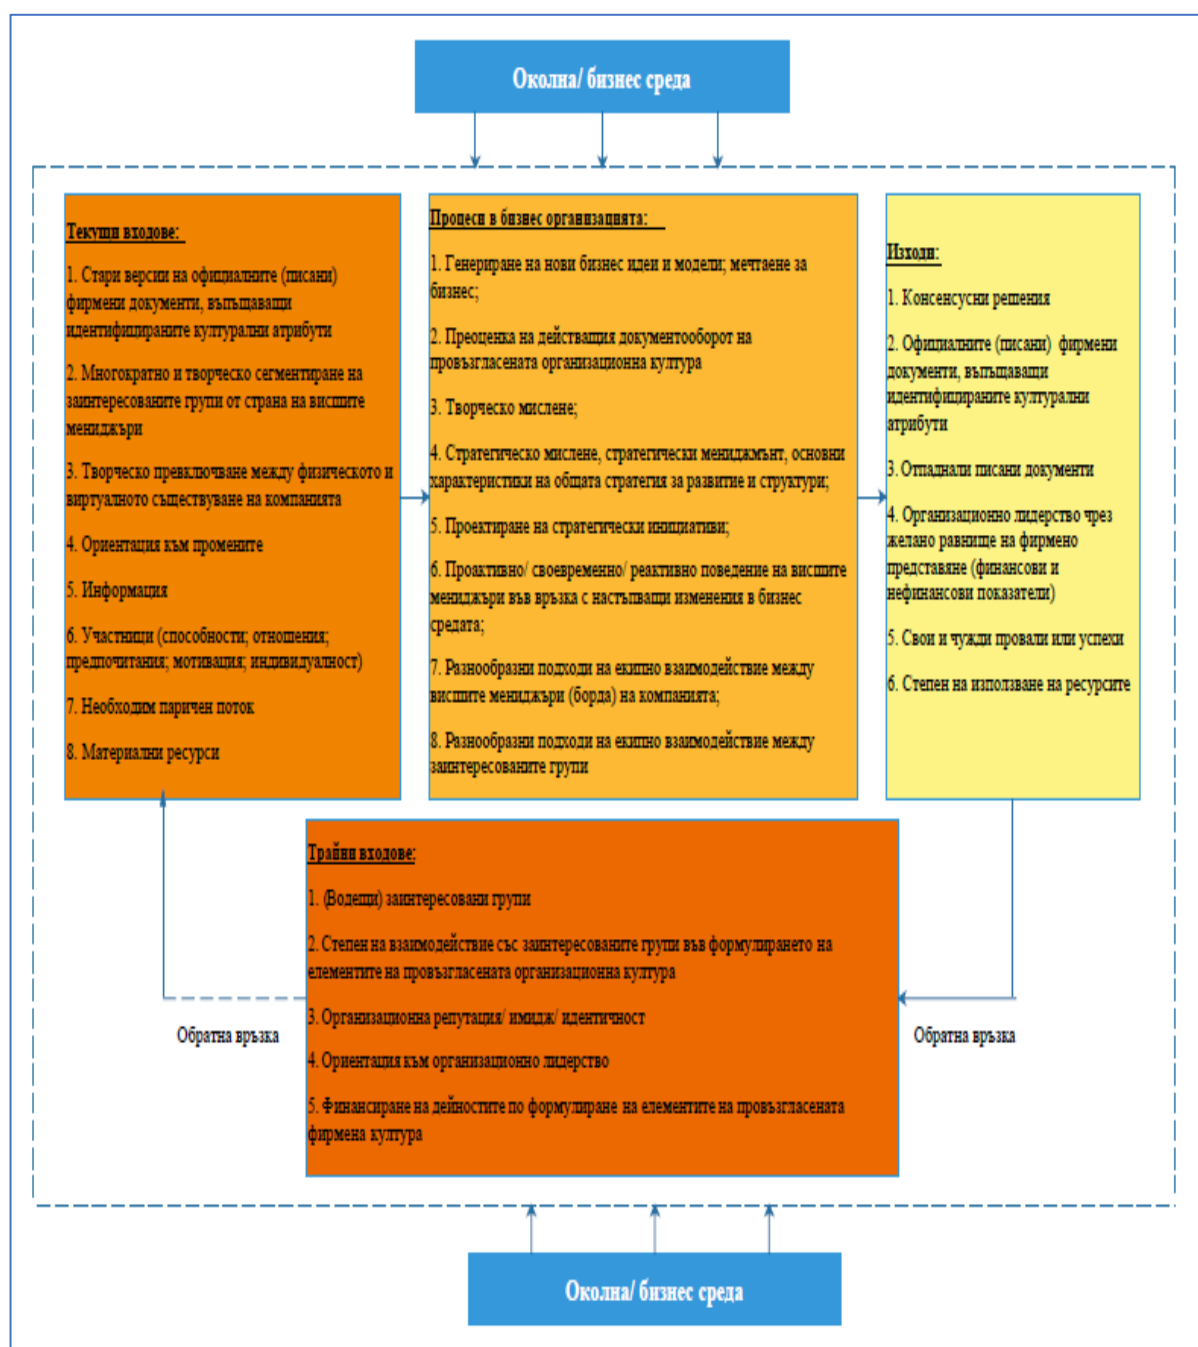 Околна/ бизнес среда
Текущи входове:
1. Стари версии на официалните (писани)
фирмени документи, въпъщаващи
идентифицираните културални атрибути
2. Многократно и творческо сегментиране на
заинтересованите групи от страна на висшите
мениджъри
3. Творческо превключване между физическото и
виртуалното съществуване на компанията
4. Ориентация към промените
5. Информация
6. Участници (способности; отношения;
предпочитания; мотивация; индивидуалност)
7. Необходим паричен поток
8. Материални ресурси
Процеси в бизнес организацията:
1. Генериране на нови бизнес идеи и модели; мечтаене за
бизнес;
2. Преоценка на действащия документооборот на
провъзгласената организационна култура
3. Творческо мислене;
4. Стратегическо мислене, стратегически мениджмънт, основни
характеристики на общата стратегия за развитие и структури;
5. Проектиране на стратегически инициативи;
6. Проактивно/ своевременно/ реактивно поведение на висшите
мениджъри във връзка с настъпващи изменения в бизнес
средата;
7. Разнообразни подходи на екипно взаимодействие между
висшите мениджъри (борда) на компанията;
8. Разнообразни подходи на екипно взаимодействие между
заинтересованите групи
Изходи:
1. Консенсусни решения
2. Официалните (писани) фирмени
документи, въпъщаващи
идентифицираните културални
атрибути
3. Отпаднали писани документи
4. Организационно лидерство чрез
желано равнище на фирмено
представяне (финансови и
нефинансови показатели)
5. Свои и чужди провали или успехи
6. Степен на използване на ресурсите
Трайни входове:
1. (Водещи) заинтересовани групи
2. Степен на взаимодействие със заинтересованите групи във формулирането на
елементите на провъзгласената организационна култура
3. Организационна репутация/ имидж/ идентичност
4. Ориентация към организационно лидерство
5. Финансиране на дейностите по формулиране на елементите на провъзгласената
фирмена култура
Обратна връзка
Обратна връзка
Околна/ бизнес среда